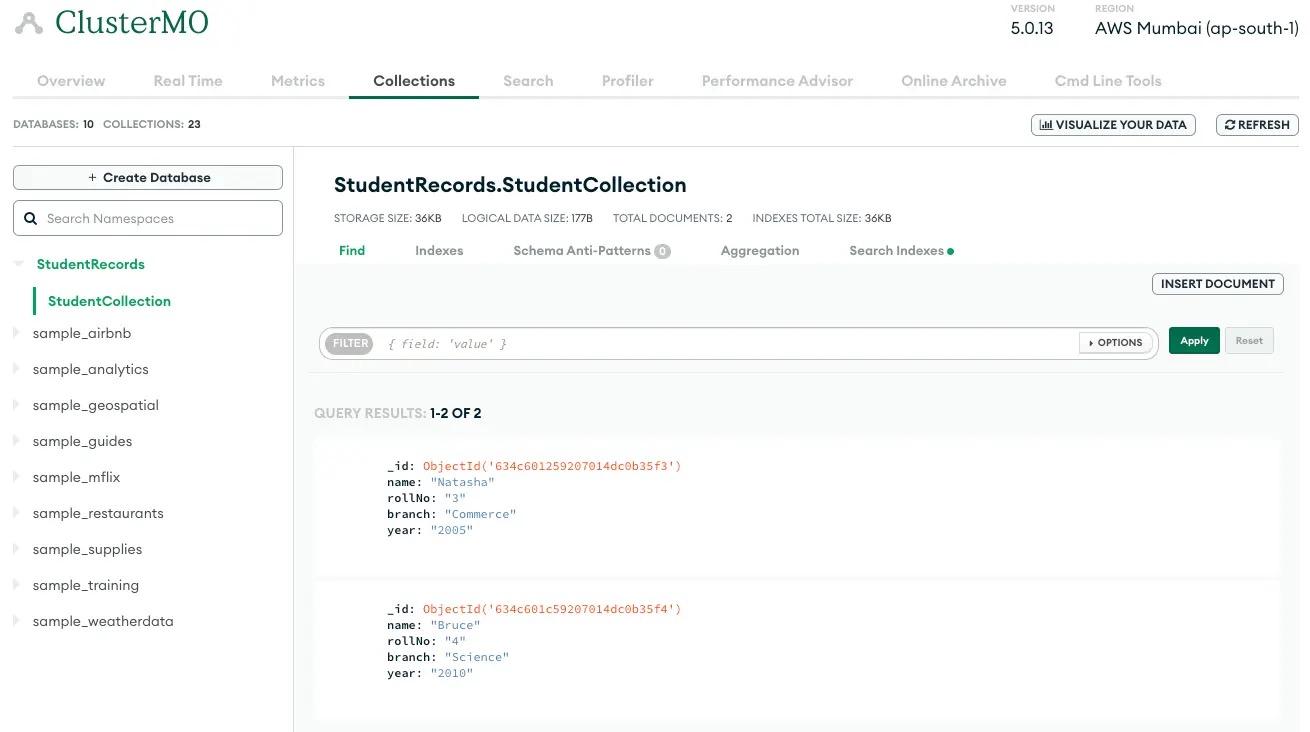 ClusterM0
VERSION
5.0.13
REGION
AWS Mumbai (ap-south-1)
Overview Real Time Metrics Collections Search Profiler Performance Advisor Online Archive Cmd Line Tools
DATABASES: 10 COLLECTIONS: 23
VISUALIZE YOUR DATA
REFRESH
+ Create Database
Search Namespaces
StudentRecords
StudentCollection
sample_airbnb
sample_analytics
sample_geospatial
sample_guides
sample_mflix
sample_restaurants
sample_supplies
sample_training
sample_weatherdata
StudentRecords.StudentCollection
STORAGE SIZE: 36KB LOGICAL DATA SIZE: 177B TOTAL DOCUMENTS: 2 INDEXES TOTAL SIZE: 36KB
Find Indexes Schema Anti-Patterns 0 Aggregation Search Indexes
INSERT DOCUMENT
FILTER { field: 'value' } OPTIONS Apply Reset
QUERY RESULTS: 1-2 OF 2
_id: ObjectId('634c601259207014dc0b35f3')
name: "Natasha"
rollNo: "3"
branch: "Commerce"
year: "2005"
_id: ObjectId('634c601c59207014dc0b35f4')
name: "Bruce"
rollNo: "4"
branch: "Science"
year: "2010"